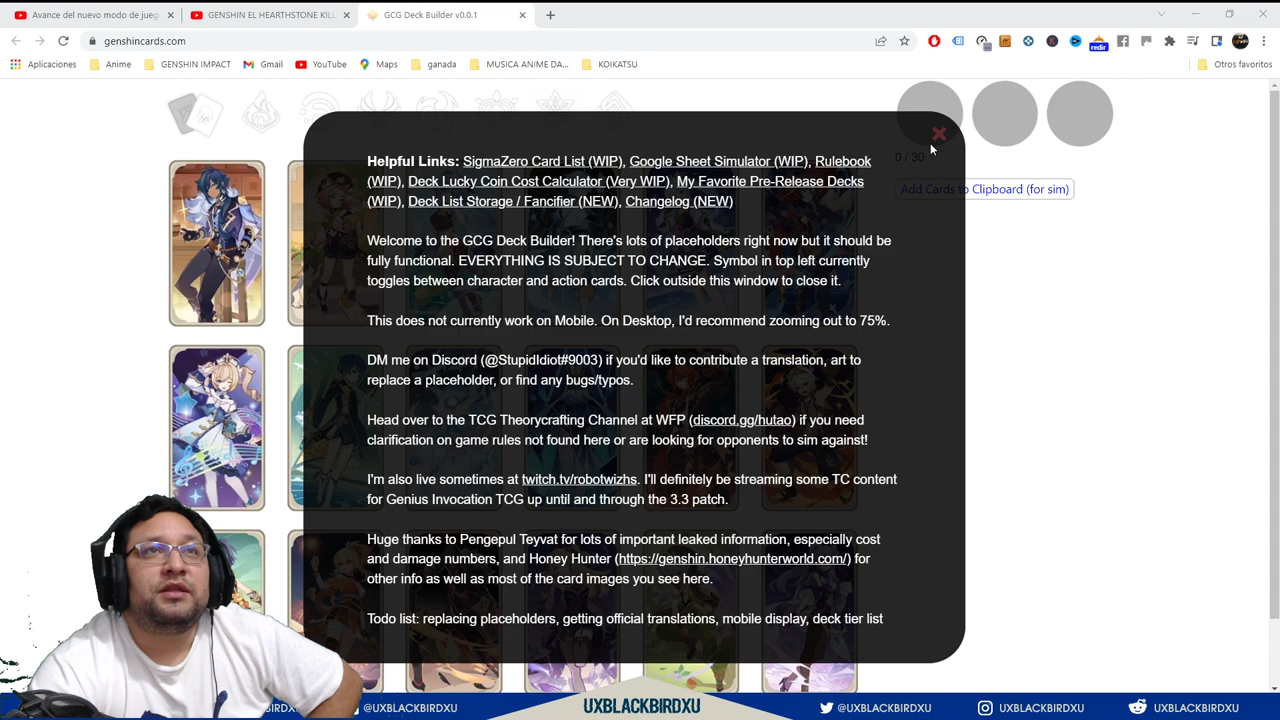 Avance del nuevo modo de jueg
GENSHIN EL HEARTHSTONE KILL
GCG Deck Builder v0.0.1
genshincards.com
redir
Aplicaciones
Anime
GENSHIN IMPACT
Gmail
YouTube
Maps
ganada
MUSICA ANIME DA...
KOIKATSU
Otros favoritos
0 / 30
Add Cards to Clipboard (for sim)
Helpful Links: SigmaZero Card List (WIP), Google Sheet Simulator (WIP), Rulebook
(WIP), Deck Lucky Coin Cost Calculator (Very WIP), My Favorite Pre-Release Decks
(WIP), Deck List Storage / Fancifier (NEW), Changelog (NEW)
Welcome to the GCG Deck Builder! There's lots of placeholders right now but it should be
fully functional. EVERYTHING IS SUBJECT TO CHANGE. Symbol in top left currently
toggles between character and action cards. Click outside this window to close it.
This does not currently work on Mobile. On Desktop, I'd recommend zooming out to 75%.
DM me on Discord (@StupidIdiot#9003) if you'd like to contribute a translation, art to
replace a placeholder, or find any bugs/typos.
Head over to the TCG Theorycrafting Channel at WFP (discord.gg/hutao) if you need
clarification on game rules not found here or are looking for opponents to sim against!
I'm also live sometimes at twitch.tv/robotwizhs. I'll definitely be streaming some TC content
for Genius Invocation TCG up until and through the 3.3 patch.
Huge thanks to Pengepul Teyvat for lots of important leaked information, especially cost
and damage numbers, and Honey Hunter (https://genshin.honeyhunterworld.com/) for
other info as well as most of the card images you see here.
Todo list: replacing placeholders, getting official translations, mobile display, deck tier list
@UXBLACKBIRDXU
UXBLACKBIRDXU
@UXBLACKBIRDXU
UXBLACKBIRDXU
UXBLACKBIRDXU